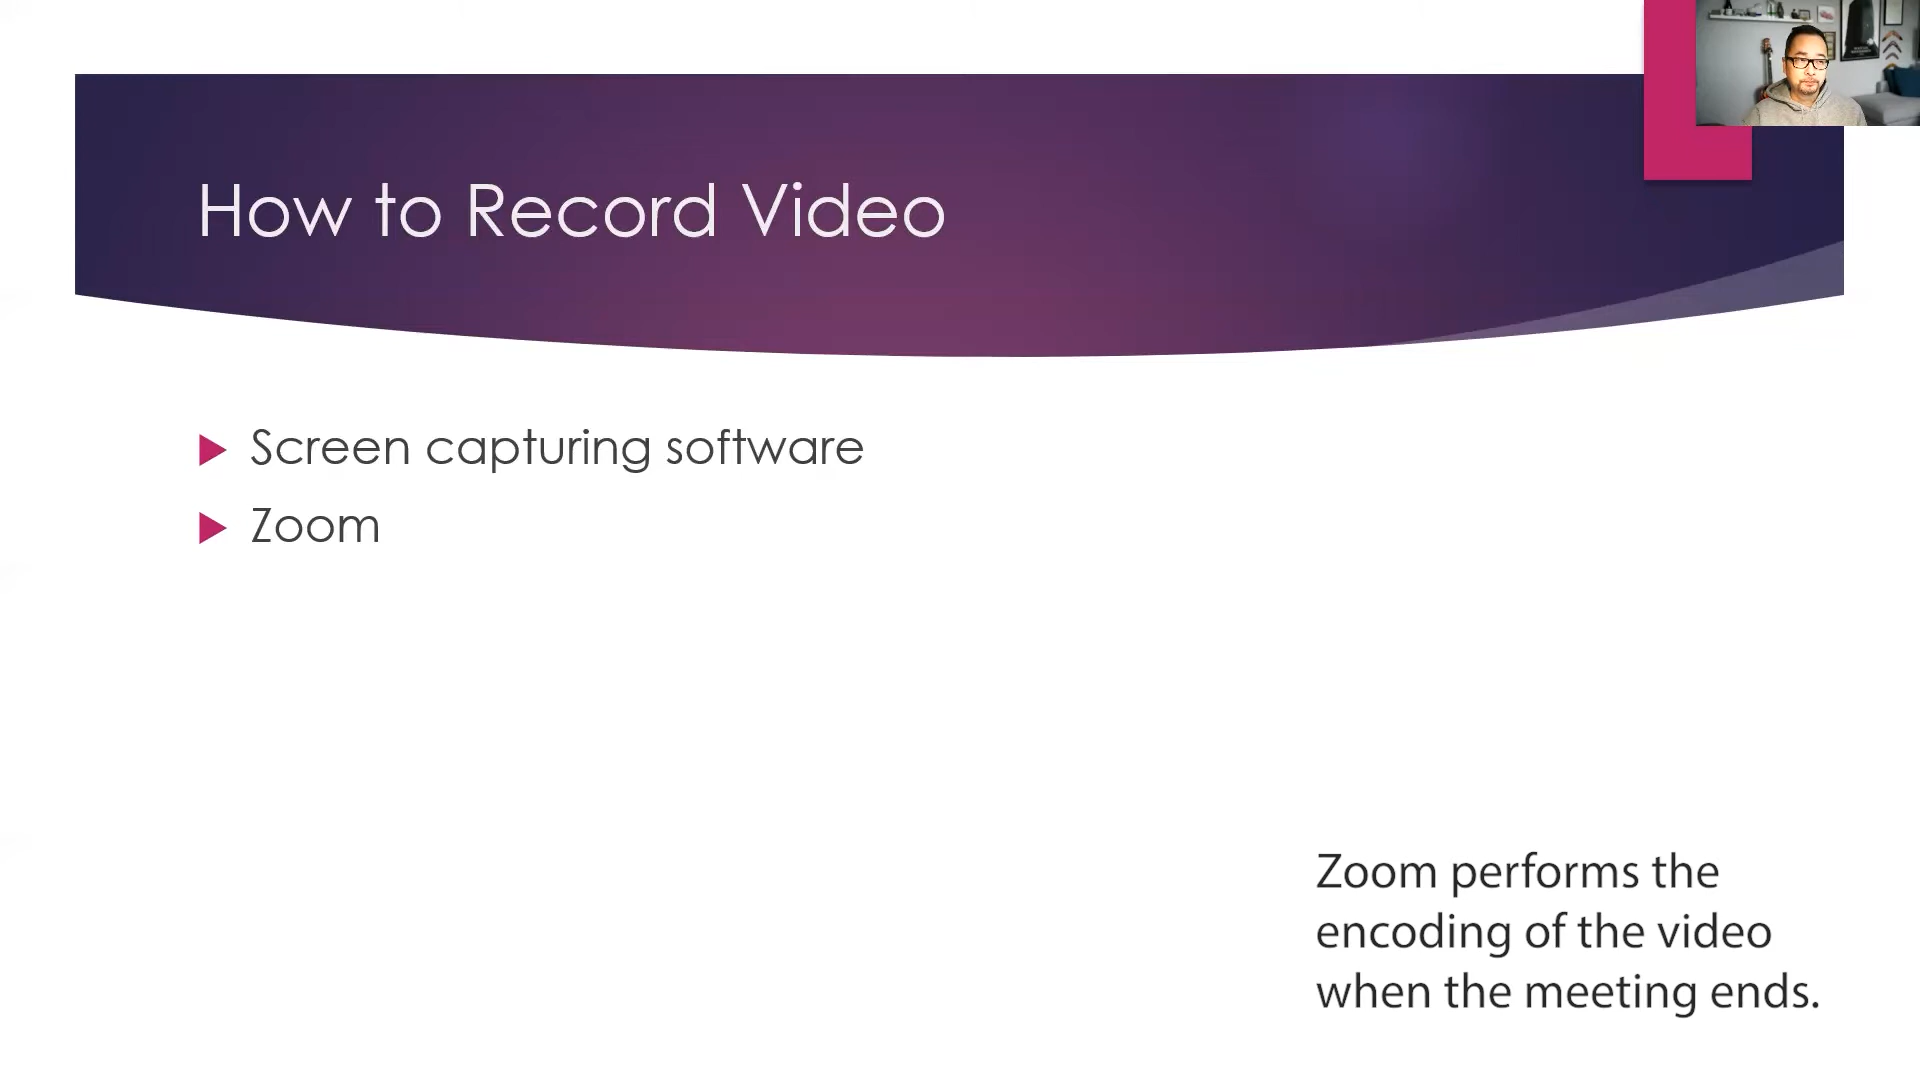 How to Record Video
Screen capturing software
Zoom
Zoom performs the
encoding of the video
when the meeting ends.